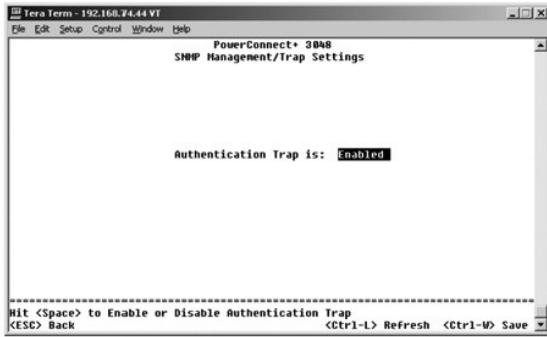 Tera Term - 192.168.74.44 VT
File Edit Setup Control Window Help
PowerConnect+ 3048
SNMP Management/Trap Settings
Authentication Trap is: Enabled
Hit <Space> to Enable or Disable Authentication Trap
<ESC> Back <Ctrl-L> Refresh <Ctrl-W> Save